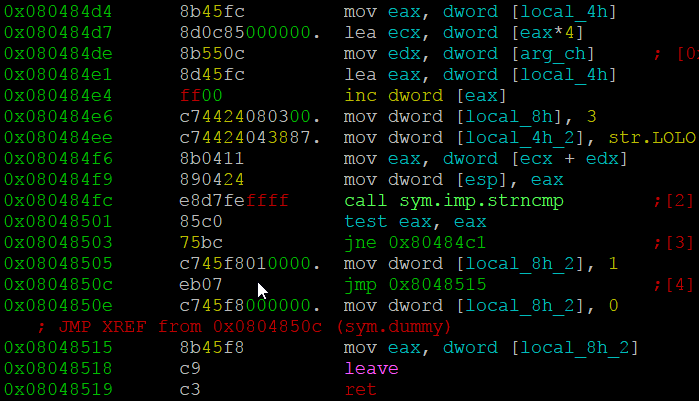 0x080484d4 8b45fc mov eax, dword [local_4h]
0x080484d7 8d0c85000000. lea ecx, dword [eax*4]
0x080484de 8b550c mov edx, dword [arg_ch] ; [0
0x080484e1 8d45fc lea eax, dword [local_4h]
0x080484e4 ff00 inc dword [eax]
0x080484e6 c74424080300. mov dword [local_8h], 3
0x080484ee c74424043887. mov dword [local_4h_2], str.LOLO
0x080484f6 8b0411 mov eax, dword [ecx + edx]
0x080484f9 890424 mov dword [esp], eax
0x080484fc e8d7feffff call sym.imp.strncmp ;[2]
0x08048501 85c0 test eax, eax
0x08048503 75bc jne 0x80484c1 ;[3]
0x08048505 c745f8010000. mov dword [local_8h_2], 1
0x0804850c eb07 jmp 0x8048515 ;[4]
0x0804850e c745f8000000. mov dword [local_8h_2], 0
; JMP XREF from 0x0804850c (sym.dummy)
0x08048515 8b45f8 mov eax, dword [local_8h_2]
0x08048518 c9 leave
0x08048519 c3 ret